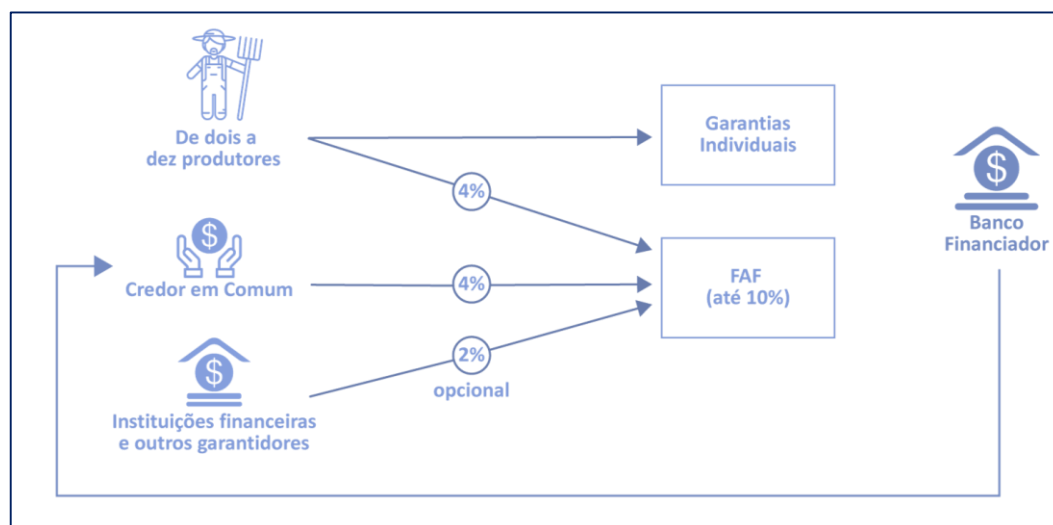 De dois a
dez produtores
Garantias
Individuais
$
Banco
Financiador
4%
$
Credor em Comum
4%
FAF
(até 10%)
$
2%
opcional
Instituições financeiras
e outros garantidores